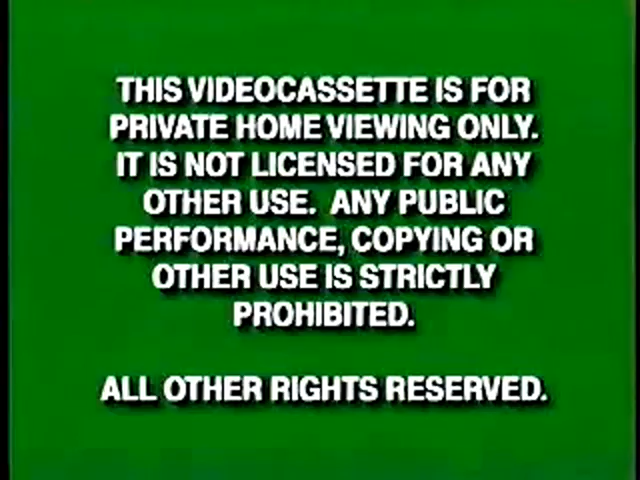 THIS VIDEOCASSETTE IS FOR
PRIVATE HOME VIEWING ONLY.
IT IS NOT LICENSED FOR ANY
OTHER USE.  ANY PUBLIC
PERFORMANCE, COPYING OR
OTHER USE IS STRICTLY
PROHIBITED.
ALL OTHER RIGHTS RESERVED.